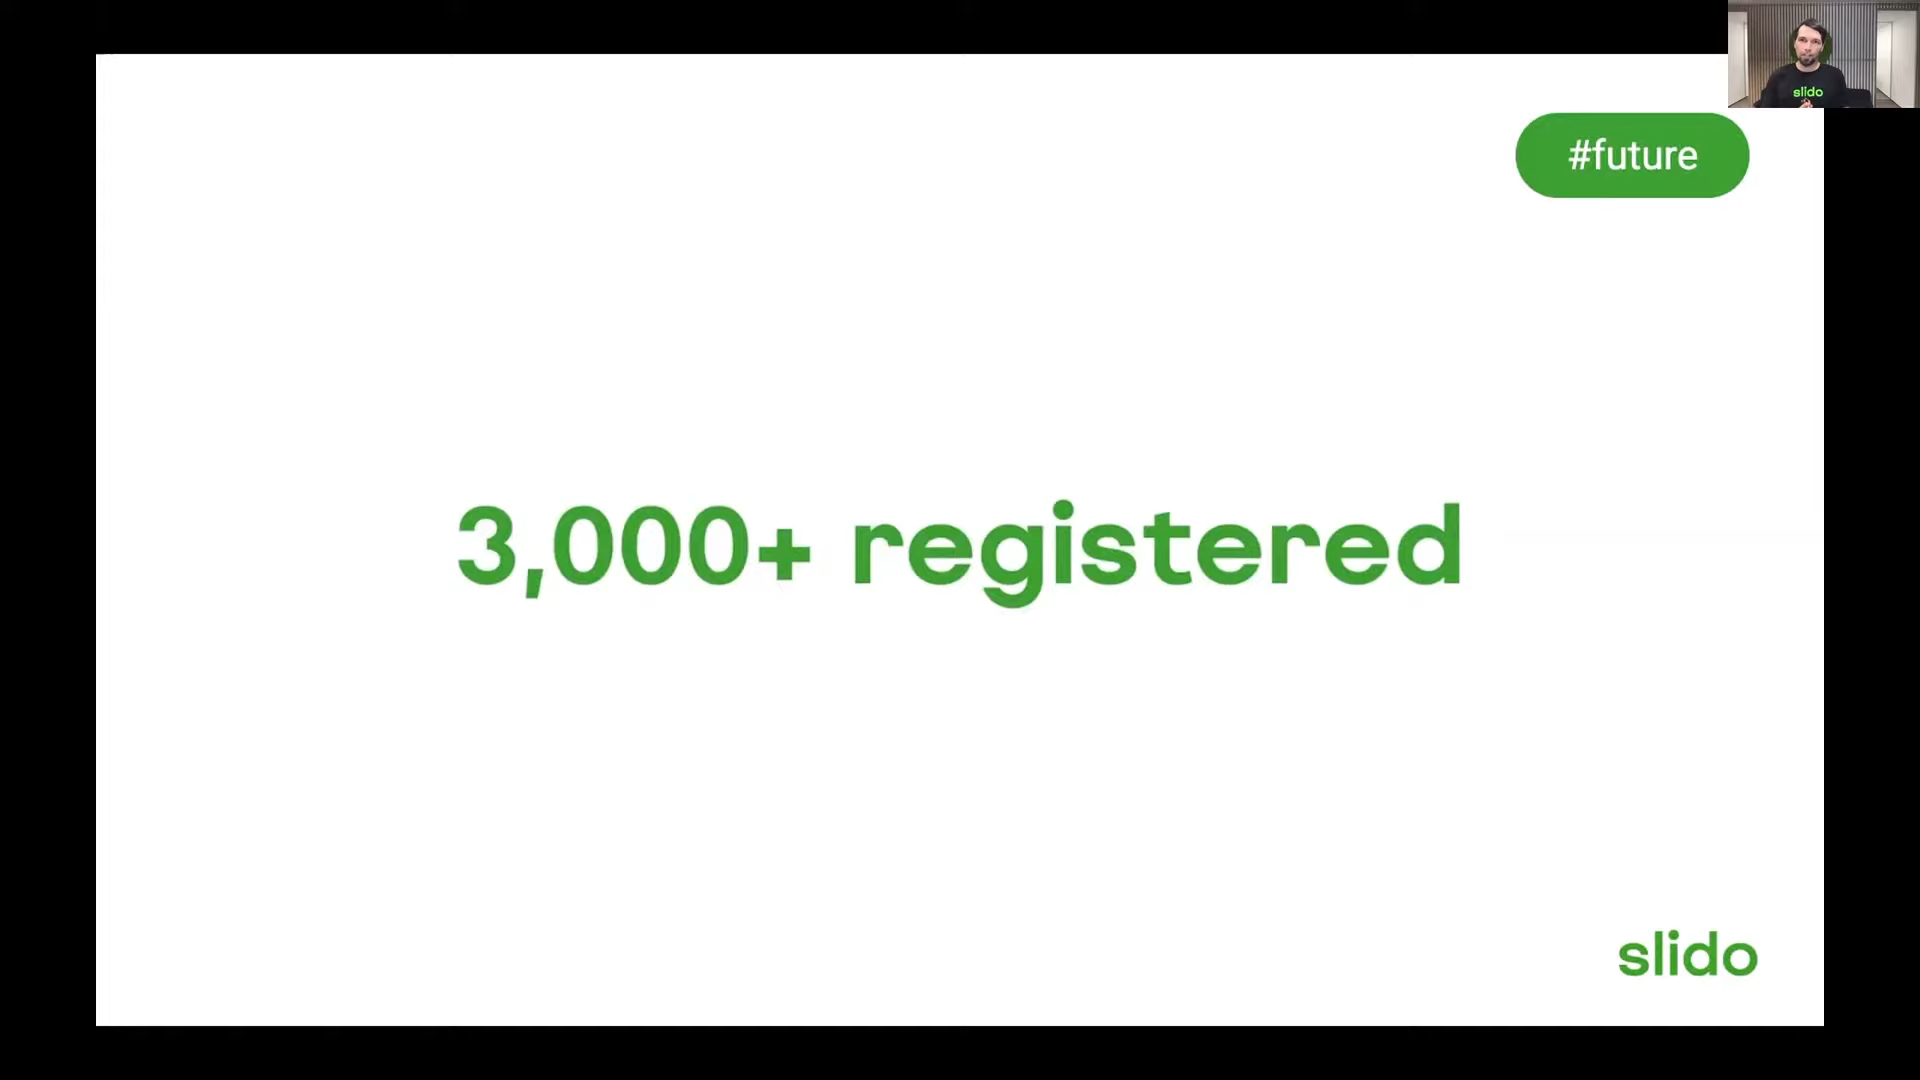 slido
#future
3,000+ registered
slido